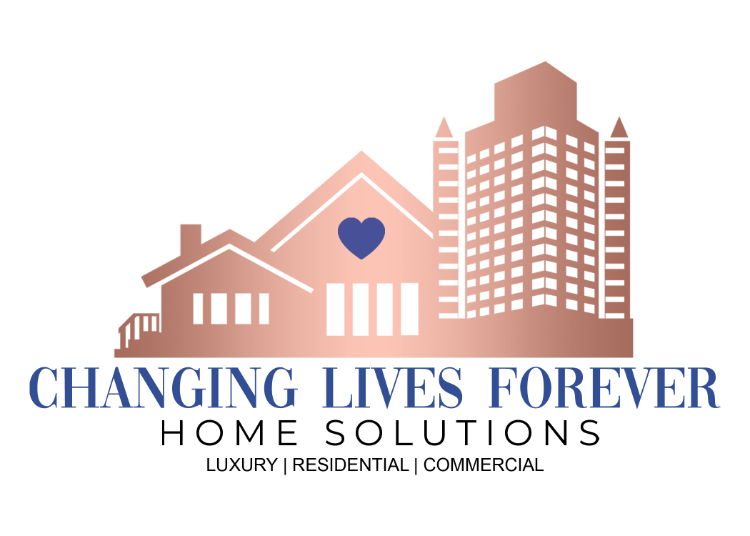 CHANGING LIVES FOREVER
HOME SOLUTIONS
LUXURY | RESIDENTIAL | COMMERCIAL